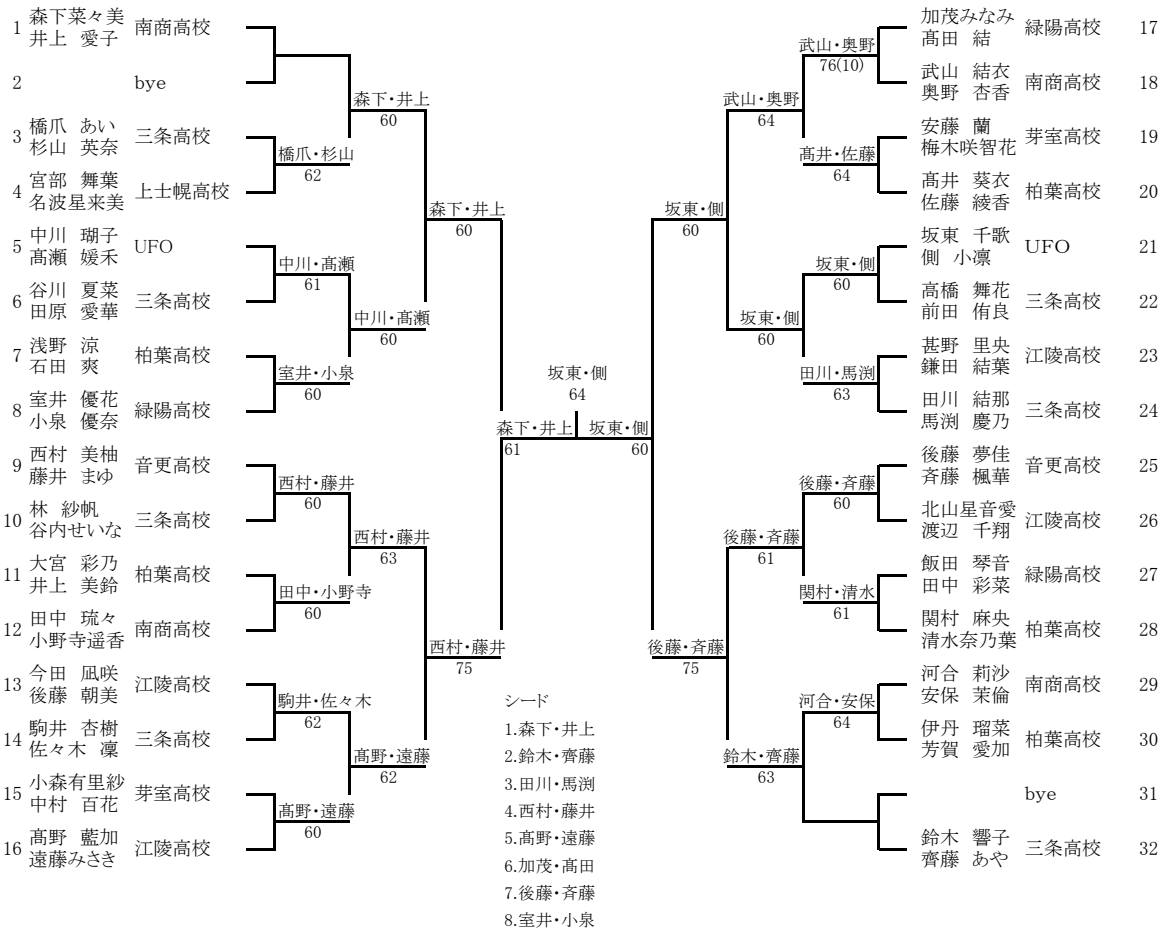 1 森下菜々美 井上 愛子 南商高校
2 bye
3 橋爪 あい 杉山 英奈 三条高校
4 宮部 舞葉 名波星来美 上士幌高校
5 中川 瑚子 髙瀬 媛禾 UFO
6 谷川 夏菜 田原 愛華 三条高校
7 浅野 涼 石田 爽 柏葉高校
8 室井 優花 小泉 優奈 緑陽高校
9 西村 美柚 藤井 まゆ 音更高校
10 林 紗帆 谷内せいな 三条高校
11 大宮 彩乃 井上 美鈴 柏葉高校
12 田中 琉々 小野寺遥香 南商高校
13 今田 凪咲 後藤 朝美 江陵高校
14 駒井 杏樹 佐々木 凜 三条高校
15 小森有里紗 中村 百花 芽室高校
16 髙野 藍加 遠藤みさき 江陵高校
橋爪・杉山
62
中川・髙瀬
61
室井・小泉
60
西村・藤井
60
田中・小野寺
60
駒井・佐々木
62
髙野・遠藤
60
森下・井上
60
中川・髙瀬
60
西村・藤井
63
髙野・遠藤
62
森下・井上
60
西村・藤井
75
森下・井上
61
坂東・側
64
坂東・側
60
坂東・側
60
後藤・斉藤
75
武山・奥野
64
坂東・側
60
後藤・斉藤
61
鈴木・齊藤
63
武山・奥野
76(10)
髙井・佐藤
64
坂東・側
60
田川・馬渕
63
後藤・斉藤
60
関村・清水
61
河合・安保
64
加茂みなみ 髙田 結 緑陽高校 17
武山 結衣 奥野 杏香 南商高校 18
安藤 蘭 梅木咲智花 芽室高校 19
髙井 葵衣 佐藤 綾香 柏葉高校 20
坂東 千歌 側 小凛 UFO 21
高橋 舞花 前田 侑良 三条高校 22
甚野 里央 鎌田 結葉 江陵高校 23
田川 結那 馬渕 慶乃 三条高校 24
後藤 夢佳 斉藤 楓華 音更高校 25
北山星音愛 渡辺 千翔 江陵高校 26
飯田 琴音 田中 彩菜 緑陽高校 27
関村 麻央 清水奈乃葉 柏葉高校 28
河合 莉沙 安保 茉倫 南商高校 29
伊丹 瑠菜 芳賀 愛加 柏葉高校 30
bye 31
鈴木 響子 齊藤 あや 三条高校 32
シード
1.森下・井上
2.鈴木・齊藤
3.田川・馬渕
4.西村・藤井
5.髙野・遠藤
6.加茂・髙田
7.後藤・斉藤
8.室井・小泉